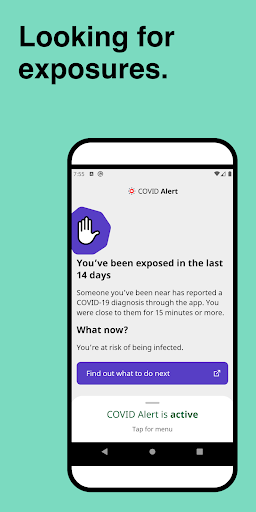 Looking for
exposures.
7:55
COVID Alert
You've been exposed in the last
14 days
Someone you've been near has reported a
COVID-19 diagnosis through the app. You
were close to them for 15 minutes or more.
What now?
You're at risk of being infected.
Find out what to do next
COVID Alert is active
Tap for menu